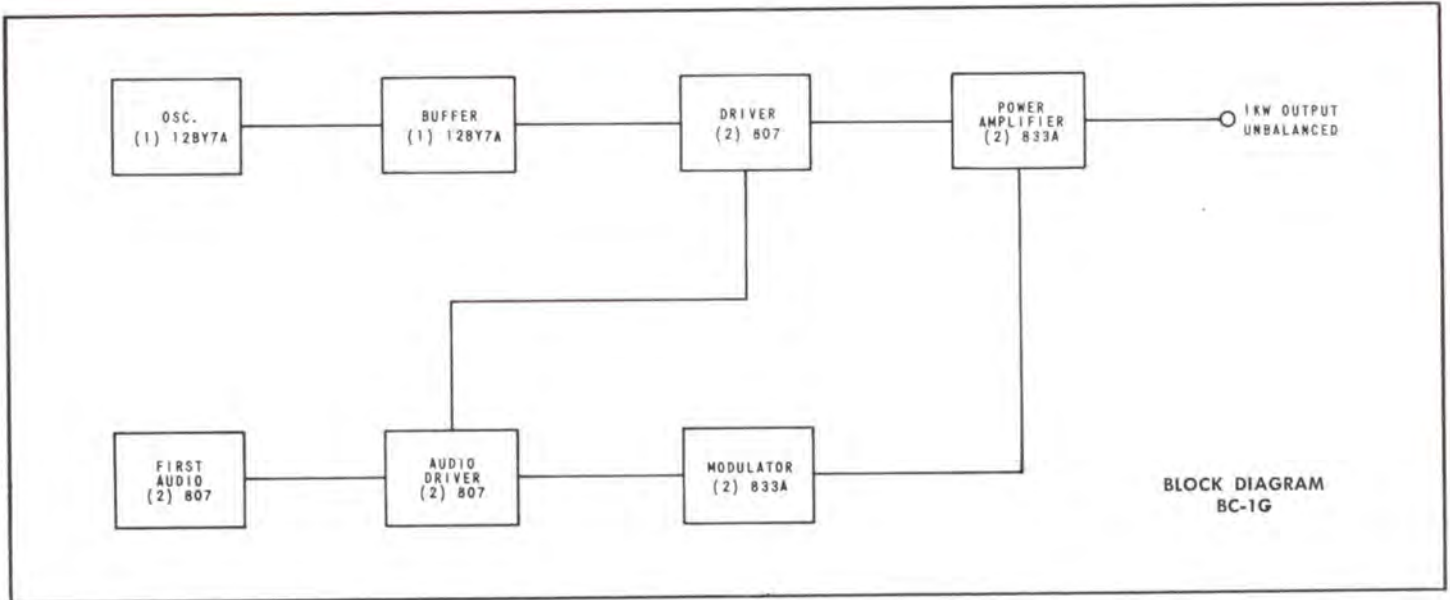 OSC.
(1) 12BY7A
BUFFER
(1) 12BY7A
DRIVER
(2) 807
POWER
AMPLIFIER
(2) 833A
1KW OUTPUT
UNBALANCED
FIRST
AUDIO
(2) 807
AUDIO
DRIVER
(2) 807
MODULATOR
(2) 833A
BLOCK DIAGRAM
BC-1G